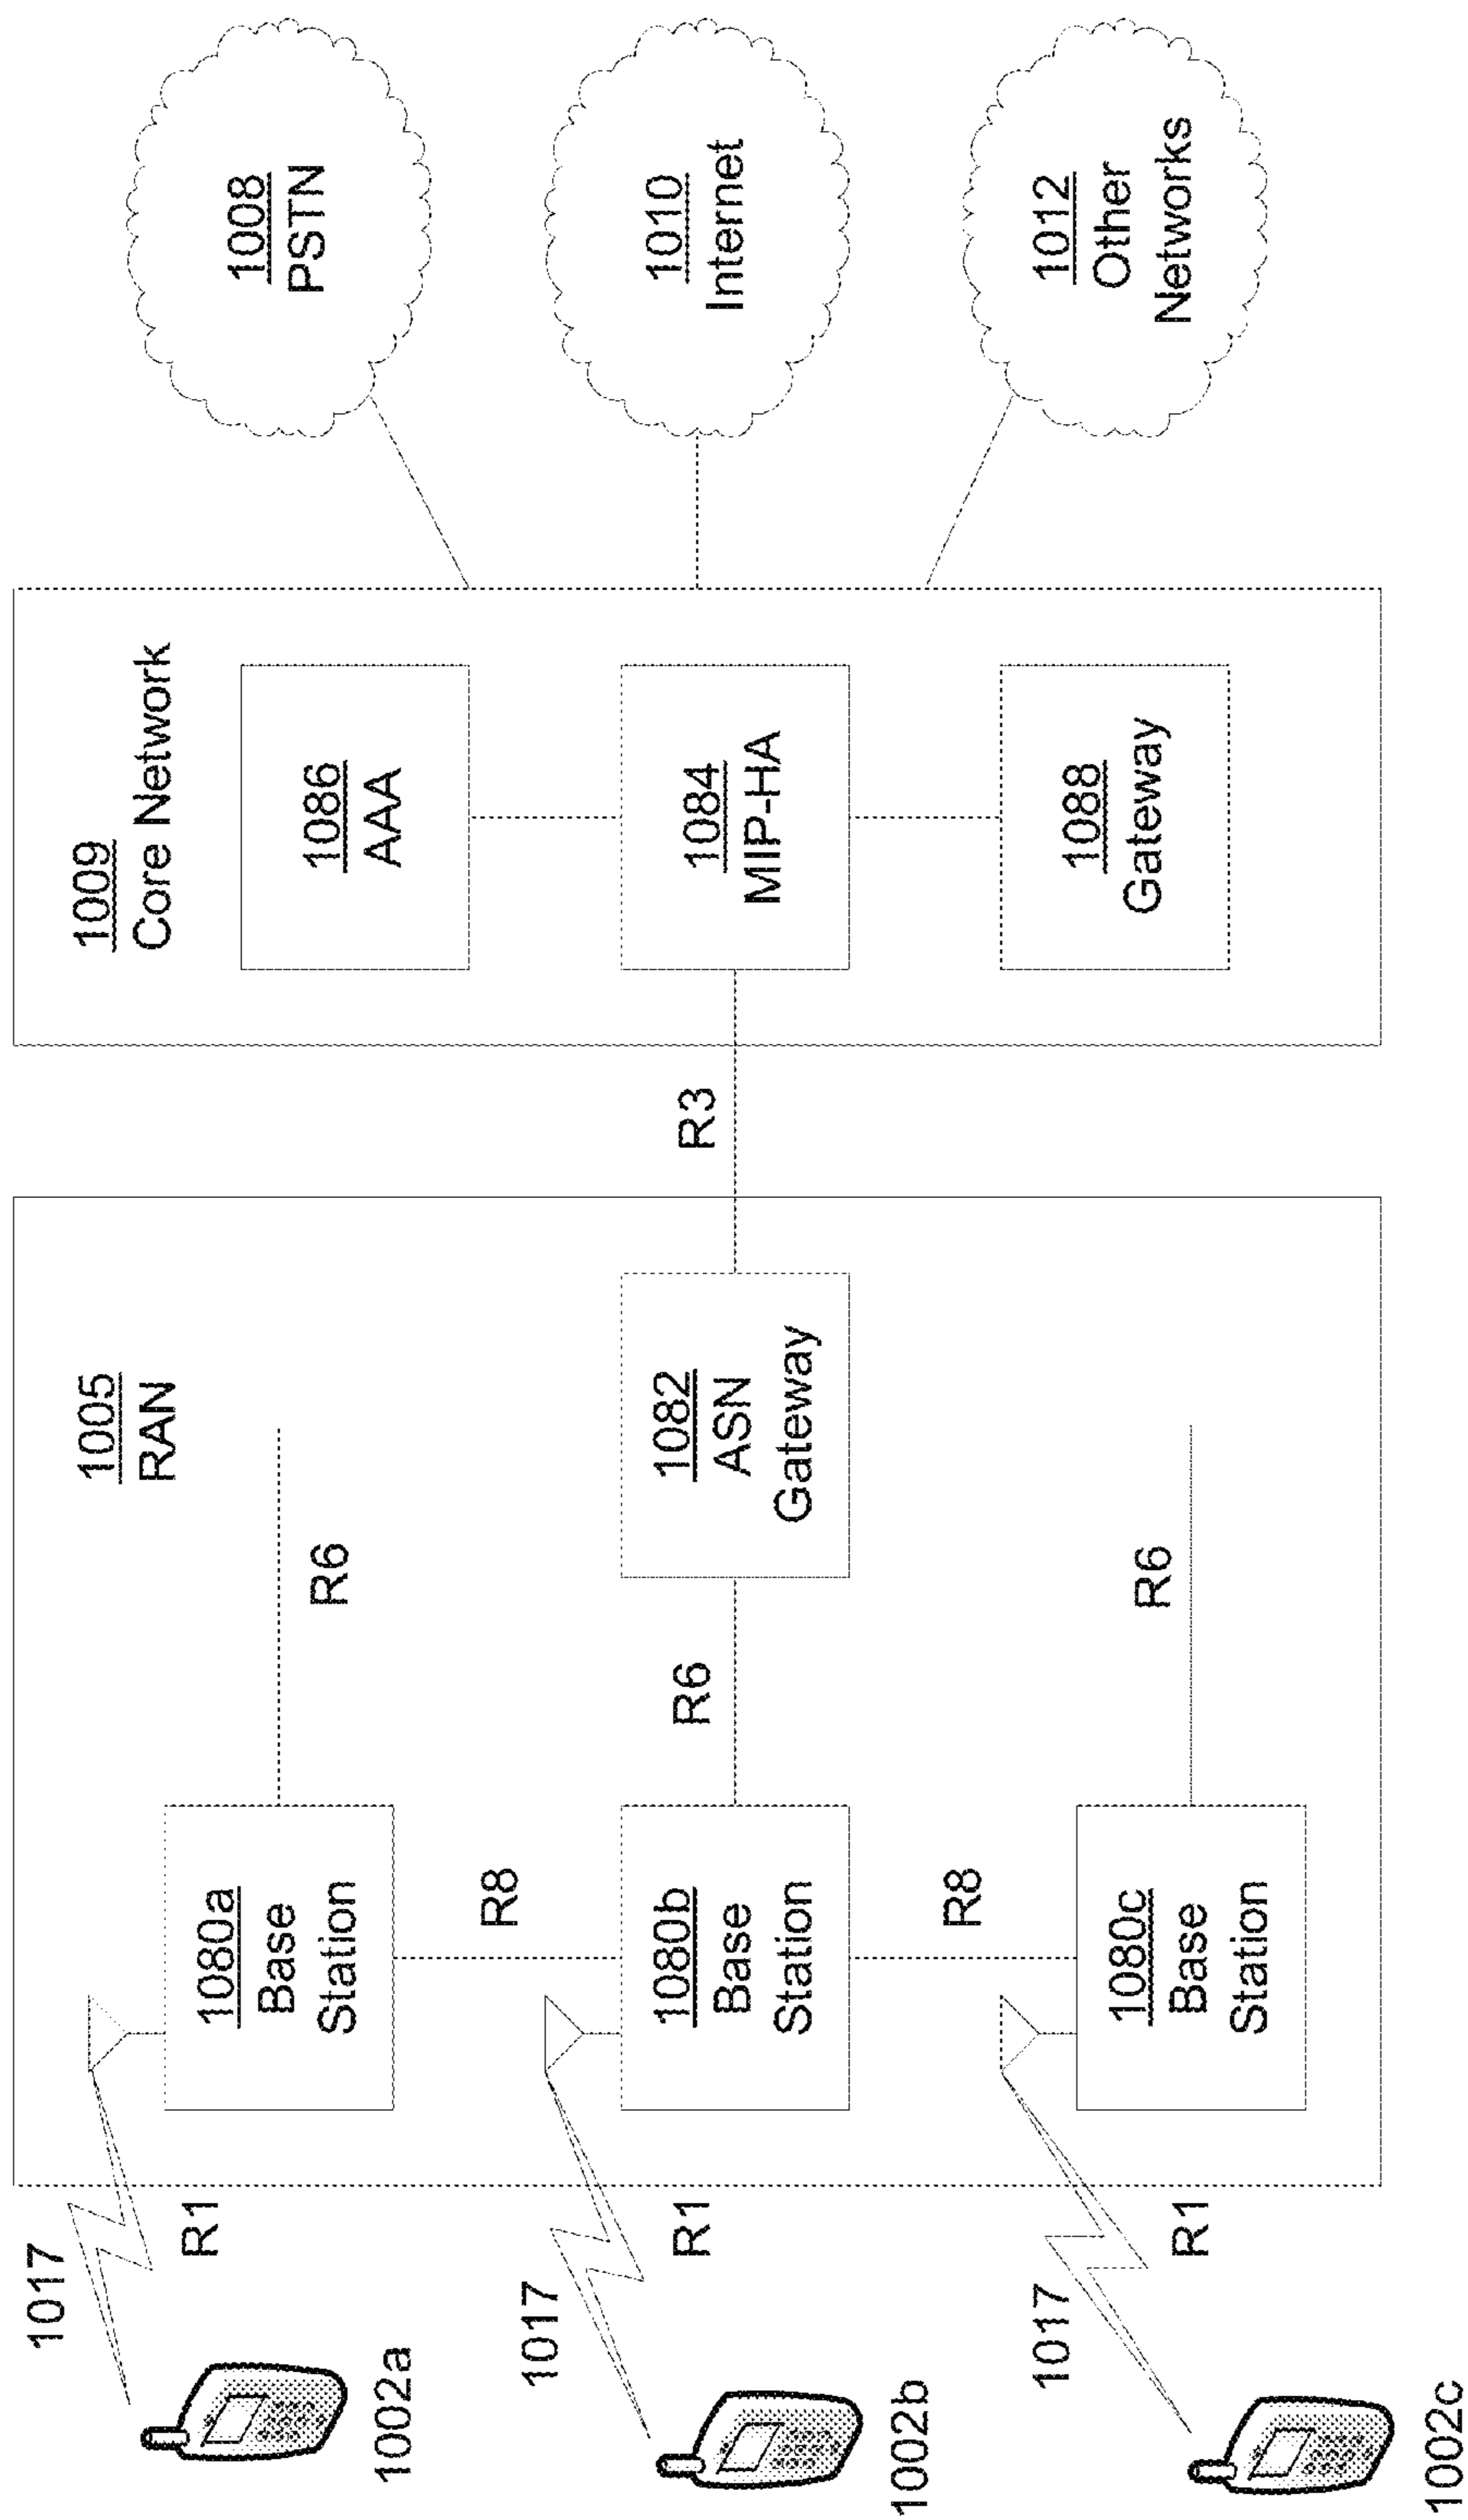 1017
R1
1002a
1017
R1
1002b
1017
R1
1002c
1005
RAN
1080a
Base
Station
R6
R8
1080b
Base
Station
R6
1082
ASN
Gateway
R8
1080c
Base
Station
R6
R3
1009
Core Network
1086
AAA
1084
MIP-HA
1088
Gateway
1008
PSTN
1010
Internet
1012
Other
Networks